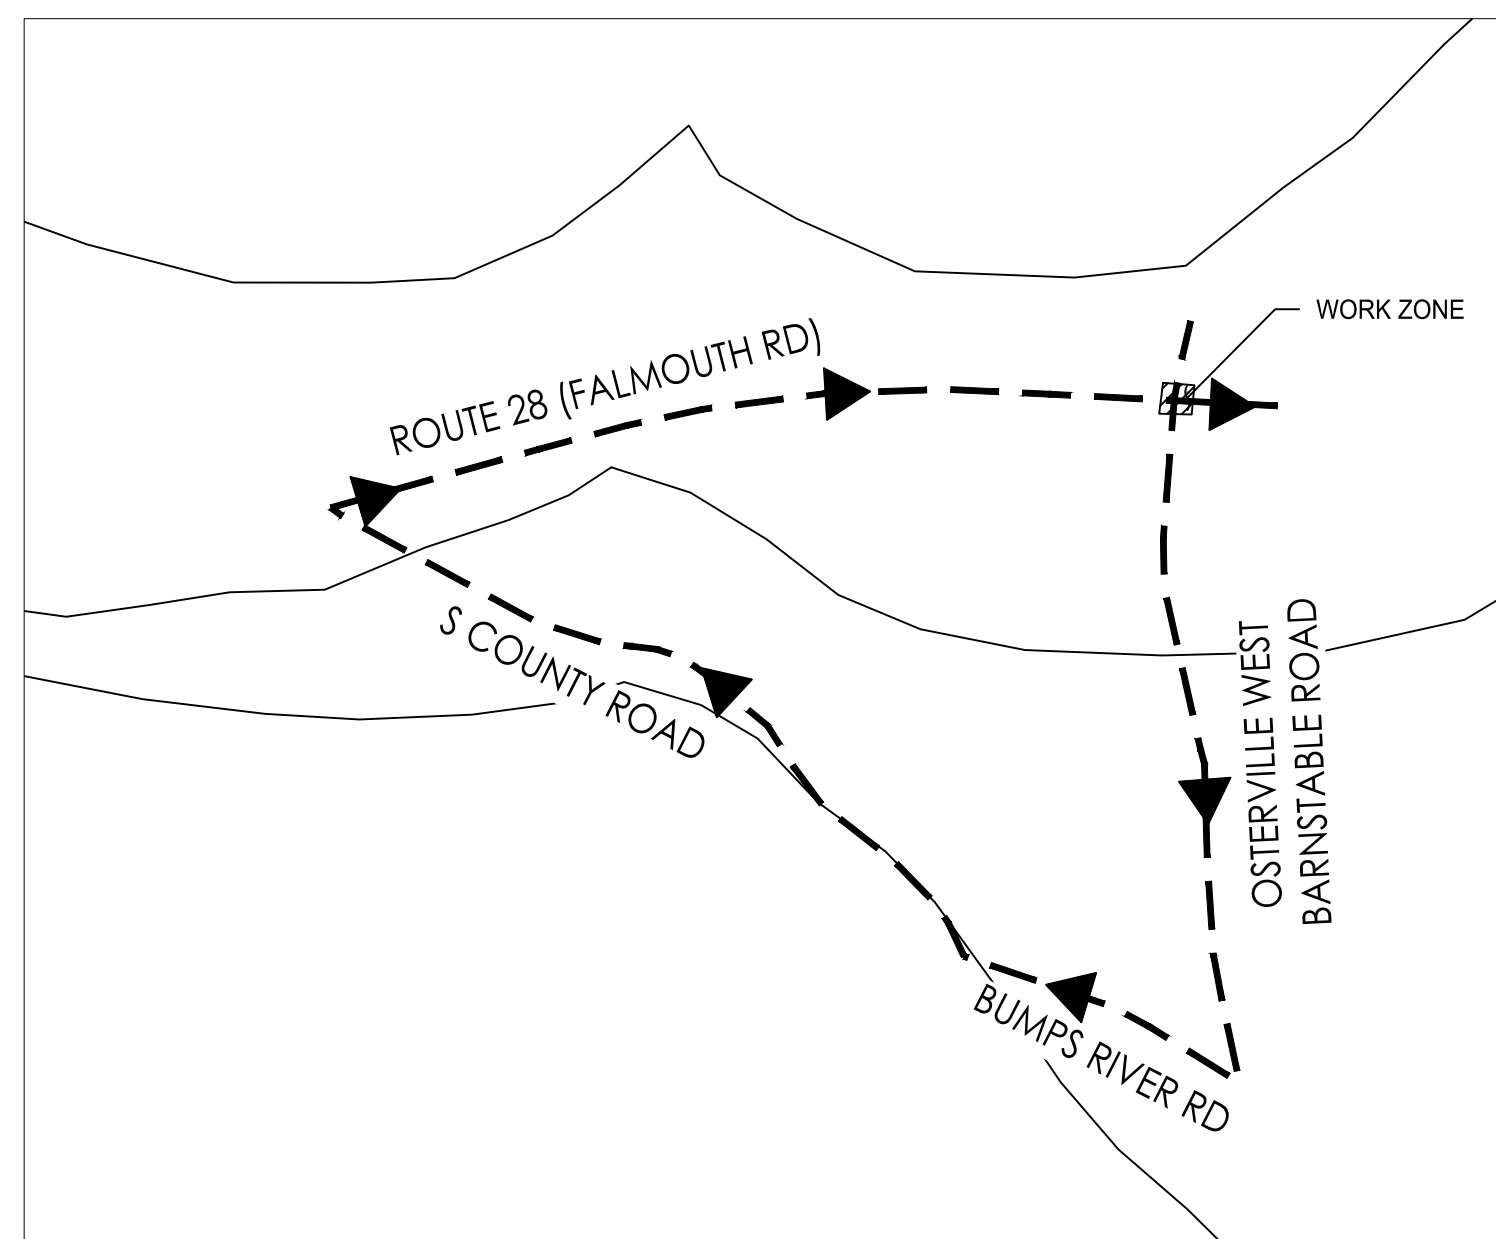 WORK ZONE
ROUTE 28 (FALMOUTH RD)
S COUNTY ROAD
OSTERVILLE WEST
BARNSTABLE ROAD
BUMPS RIVER RD